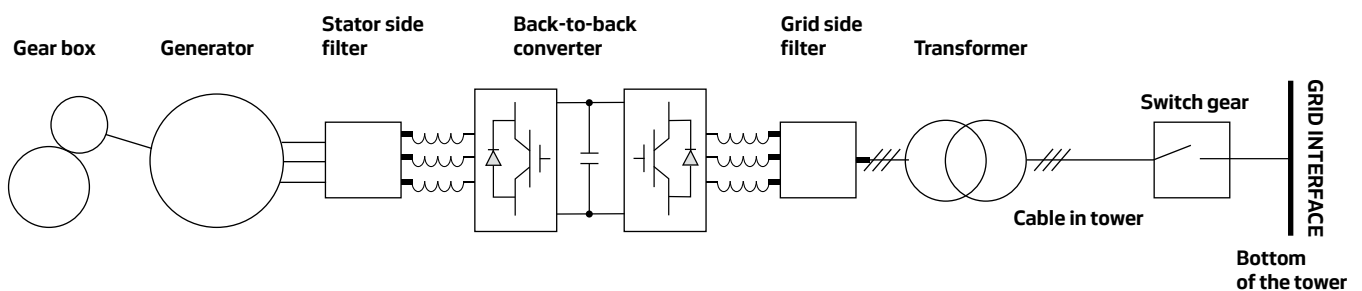 Gear box
Generator
Stator side
filter
Back-to-back
converter
Grid side
filter
Transformer
Switch gear
GRID INTERFACE
Cable in tower
Bottom
of the tower